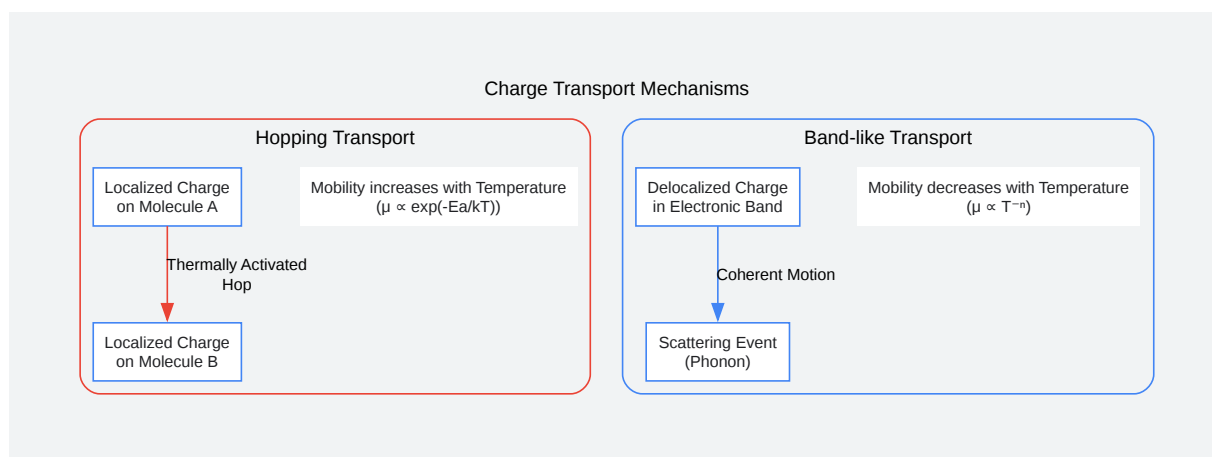 Charge Transport Mechanisms
Hopping Transport
Localized Charge
on Molecule A
Mobility increases with Temperature
(μ ∝ exp(-Ea/kT))
Thermally Activated
Hop
Localized Charge
on Molecule B
Band-like Transport
Delocalized Charge
in Electronic Band
Mobility decreases with Temperature
(μ ∝ T⁻ⁿ)
Coherent Motion
Scattering Event
(Phonon)